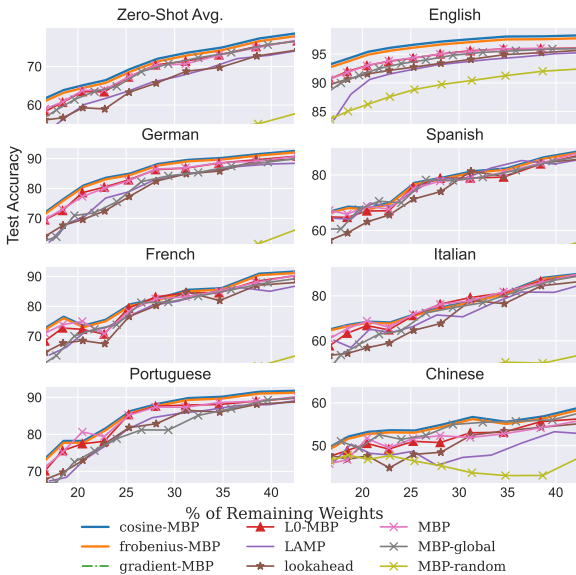 Zero-Shot Avg.
English
70
60
95
90
85
German
Spanish
90
80
70
80
60
French
Italian
90
80
70
80
60
Portuguese
Chinese
90
80
70
60
50
20 25 30 35 40
20 25 30 35 40
Test Accuracy
% of Remaining Weights
cosine-MBP L0-MBP MBP
frobenius-MBP LAMP MBP-global
gradient-MBP lookahead MBP-random